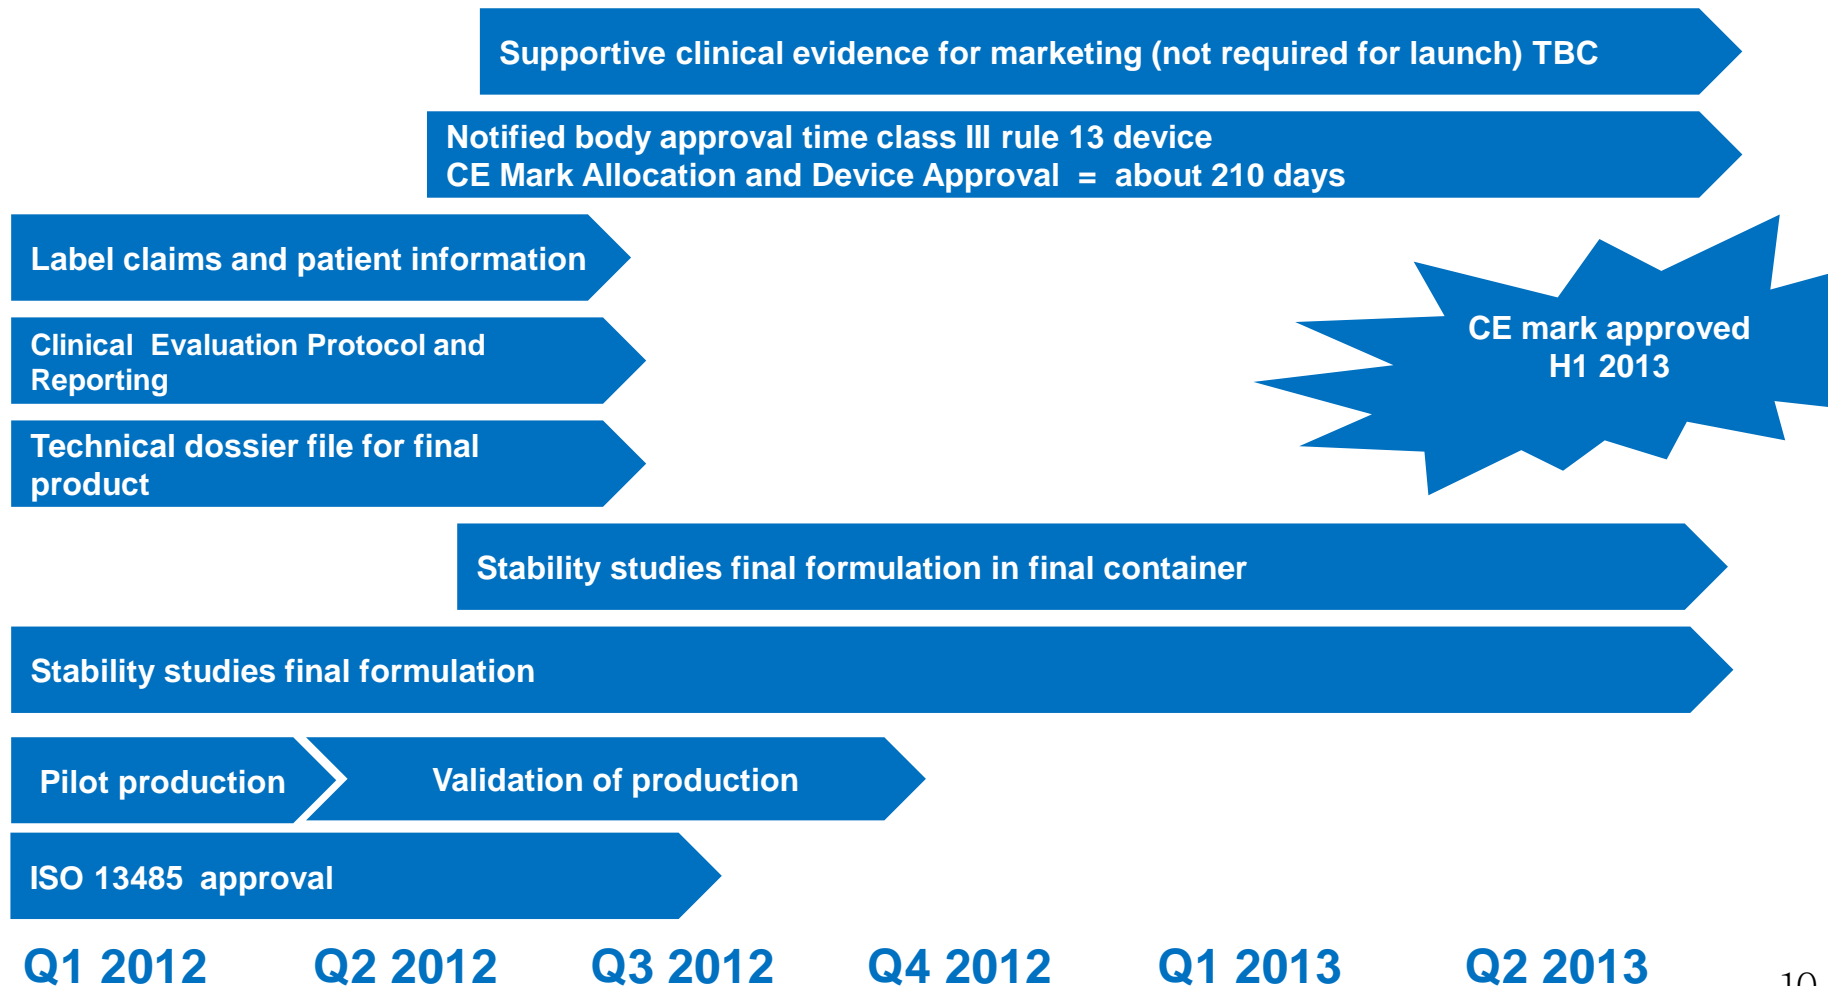 Supportive clinical evidence for marketing (not required for launch) TBC
Notified body approval time class III rule 13 device
CE Mark Allocation and Device Approval = about 210 days
Label claims and patient information
Clinical Evaluation Protocol and
Reporting
Technical dossier file for final
product
CE mark approved
H1 2013
Stability studies final formulation in final container
Stability studies final formulation
Pilot production
Validation of production
ISO 13485 approval
Q1 2012
Q2 2012
Q3 2012
Q4 2012
Q1 2013
Q2 2013
10